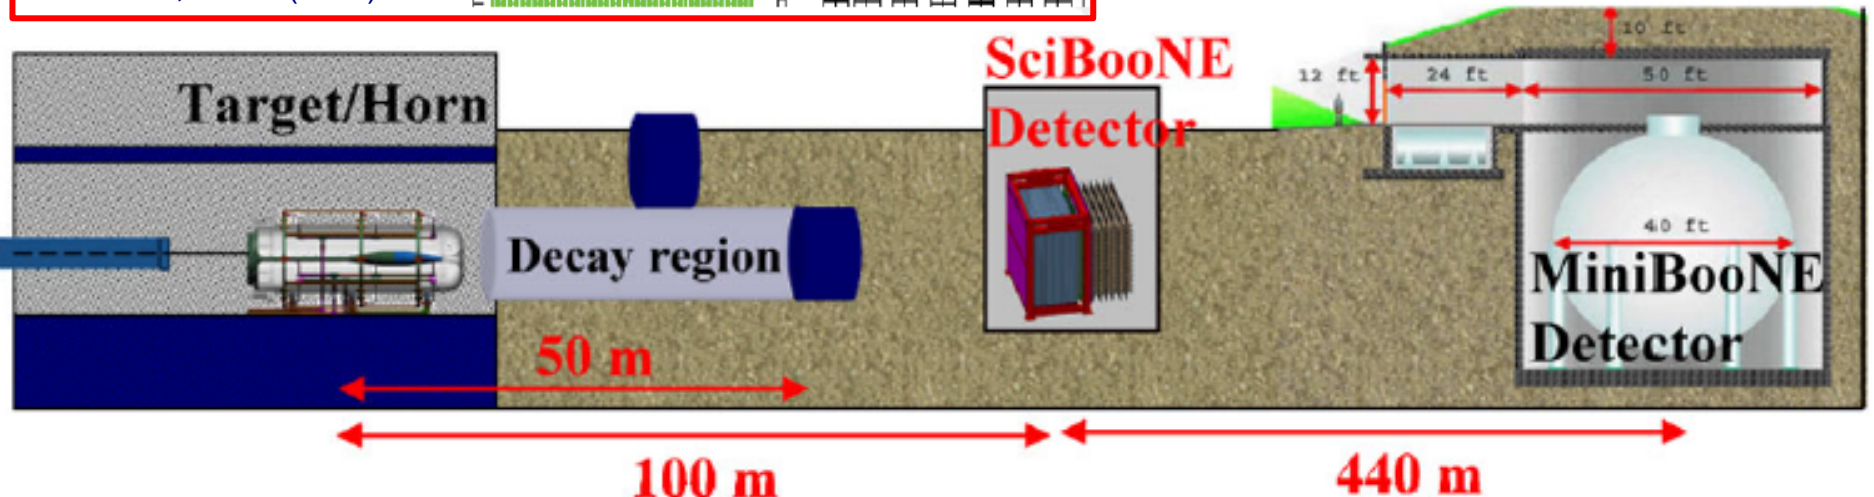 SciBooNE
Detector
Target/Horn
Decay region
50 m
100 m
440 m
10 ft
12 ft
24 ft
50 ft
40 ft
MiniBooNE
Detector